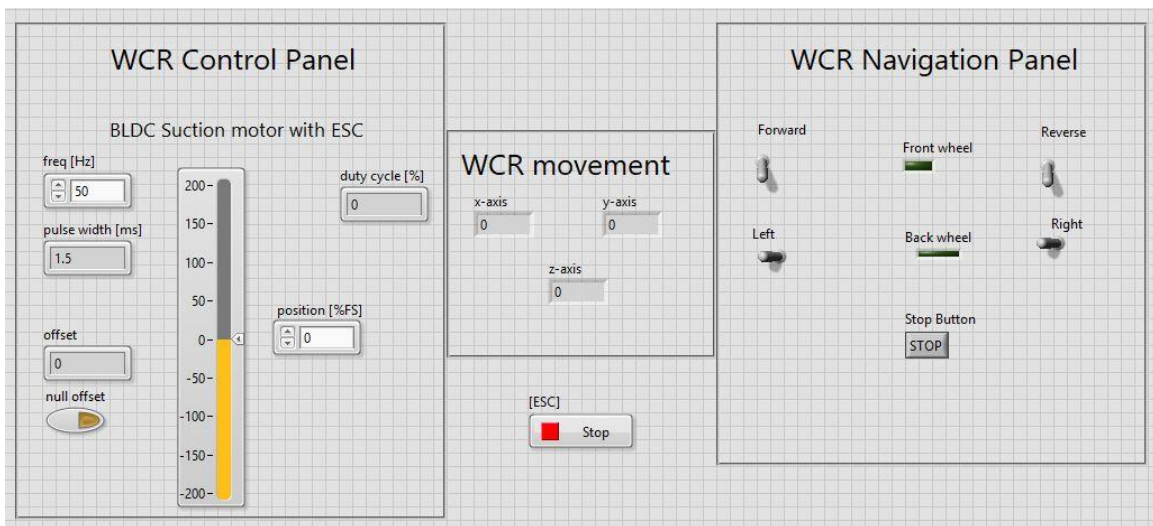 WCR Control Panel
BLDC Suction motor with ESC
freq [Hz]
50
pulse width [ms]
1.5
offset
0
null offset
200
150
100
50
0
-50
-100
-150
-200
duty cycle [%]
0
position [%FS]
0
WCR movement
x-axis
0
y-axis
0
z-axis
0
[ESC]
Stop
WCR Navigation Panel
Forward
Front wheel
Reverse
Left
Back wheel
Right
Stop Button
STOP